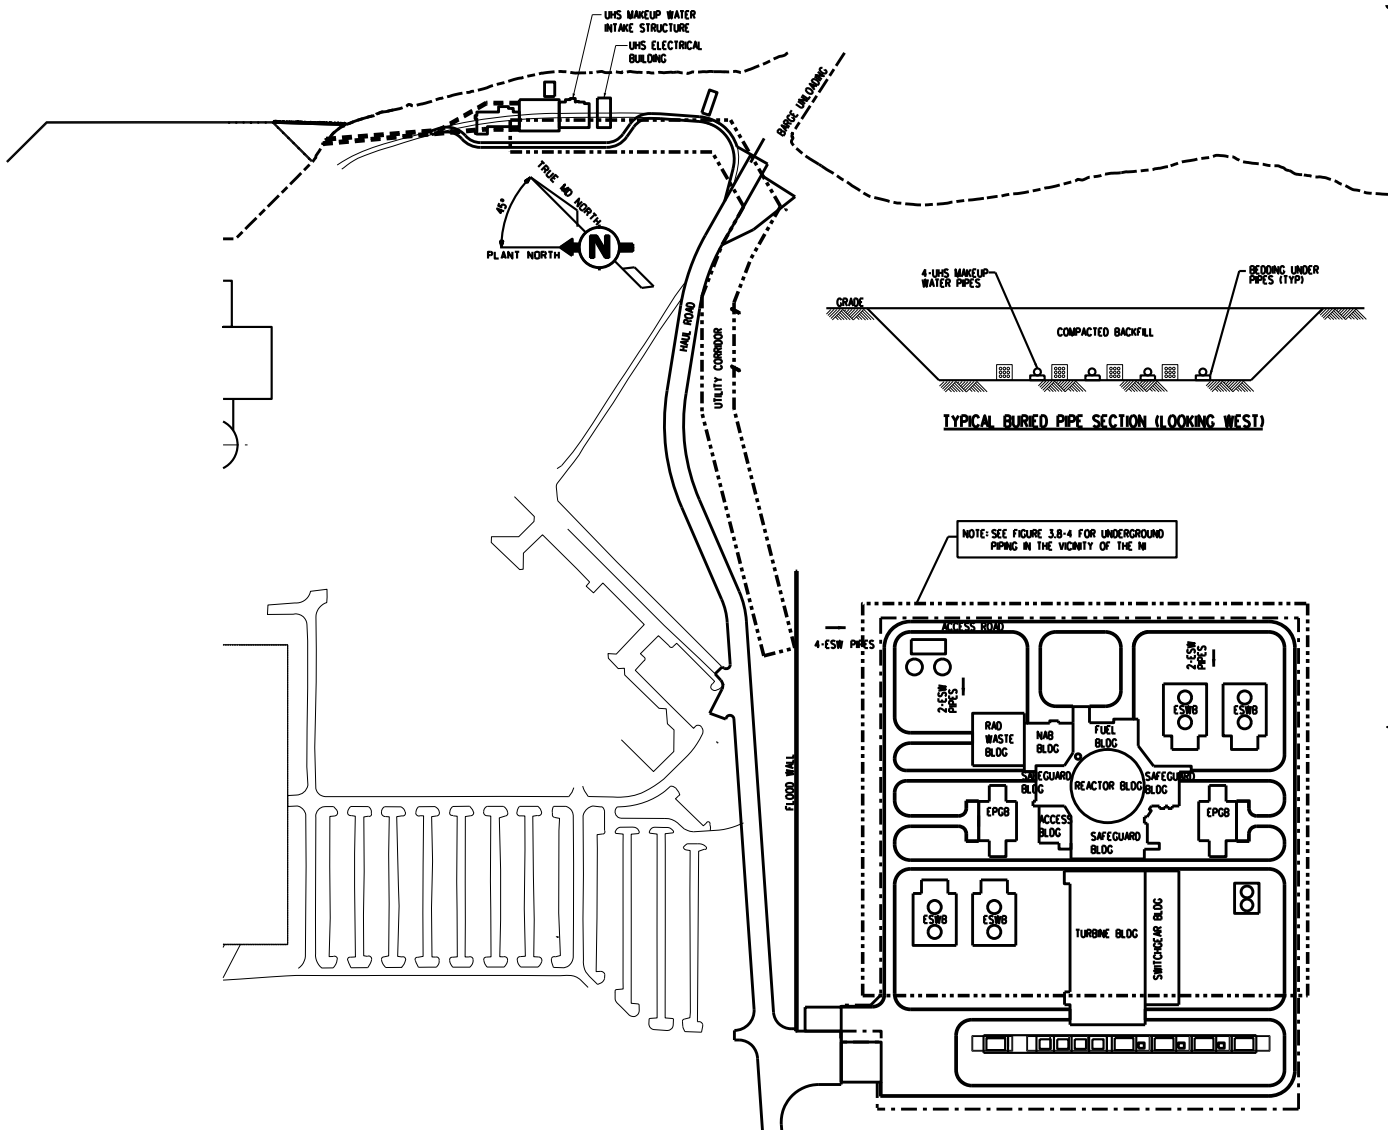 UHS MAKEUP WATER
INTAKE STRUCTURE
UHS ELECTRICAL
BUILDING
BARGE UNLOADING
TRUE MD NORTH
45°
PLANT NORTH
N
HAUL ROAD
UTILITY CORRIDOR
4-UHS MAKEUP
WATER PIPES
BEDDING UNDER
PIPES (TYP)
GRADE
COMPACTED BACKFILL
TYPICAL BURIED PIPE SECTION (LOOKING WEST)
NOTE: SEE FIGURE 3.8-4 FOR UNDERGROUND
PIPING IN THE VICINITY OF THE NI
ACCESS ROAD
4-ESW PIPES
2-ESW
PIPES
2-ESW
PIPES
ESWB
ESWB
RAD
WASTE
BLDG
NAB
BLDG
FUEL
BLDG
SAFEGUARD
BLDG
REACTOR BLDG
SAFEGUARD
BLDG
FLOOD WALL
EPGB
ACCESS
BLDG
SAFEGUARD
BLDG
EPGB
ESWB
ESWB
TURBINE BLDG
SWITCHGEAR BLDG